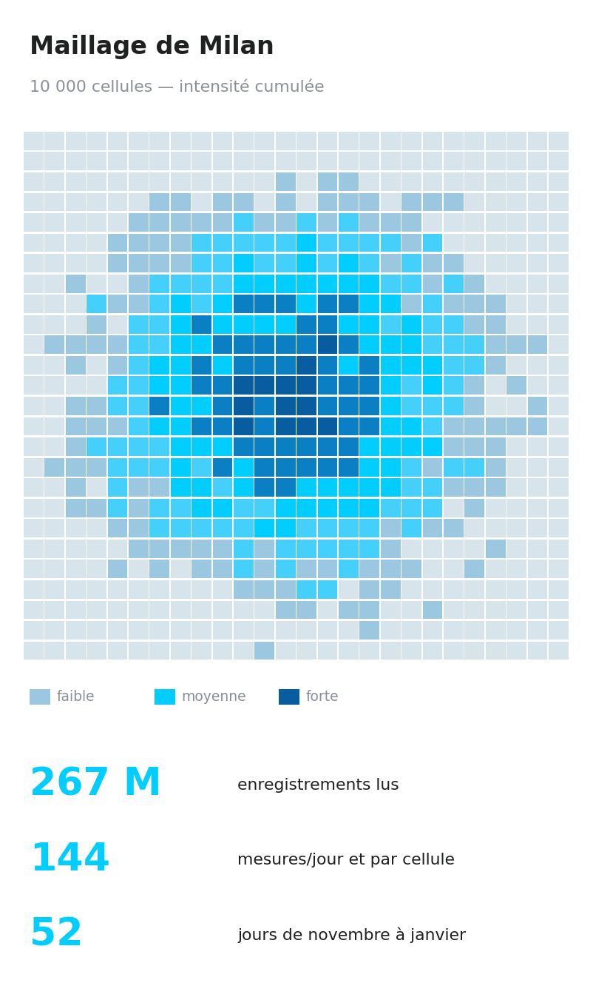 Maillage de Milan
10 000 cellules — intensité cumulée
faible moyenne forte
267 M enregistrements lus
144 mesures/jour et par cellule
52 jours de novembre à janvier